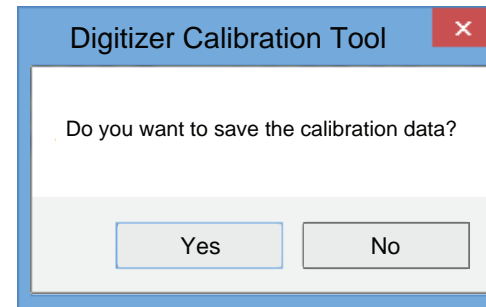 Digitizer Calibration Tool
Do you want to save the calibration data?
Yes
No